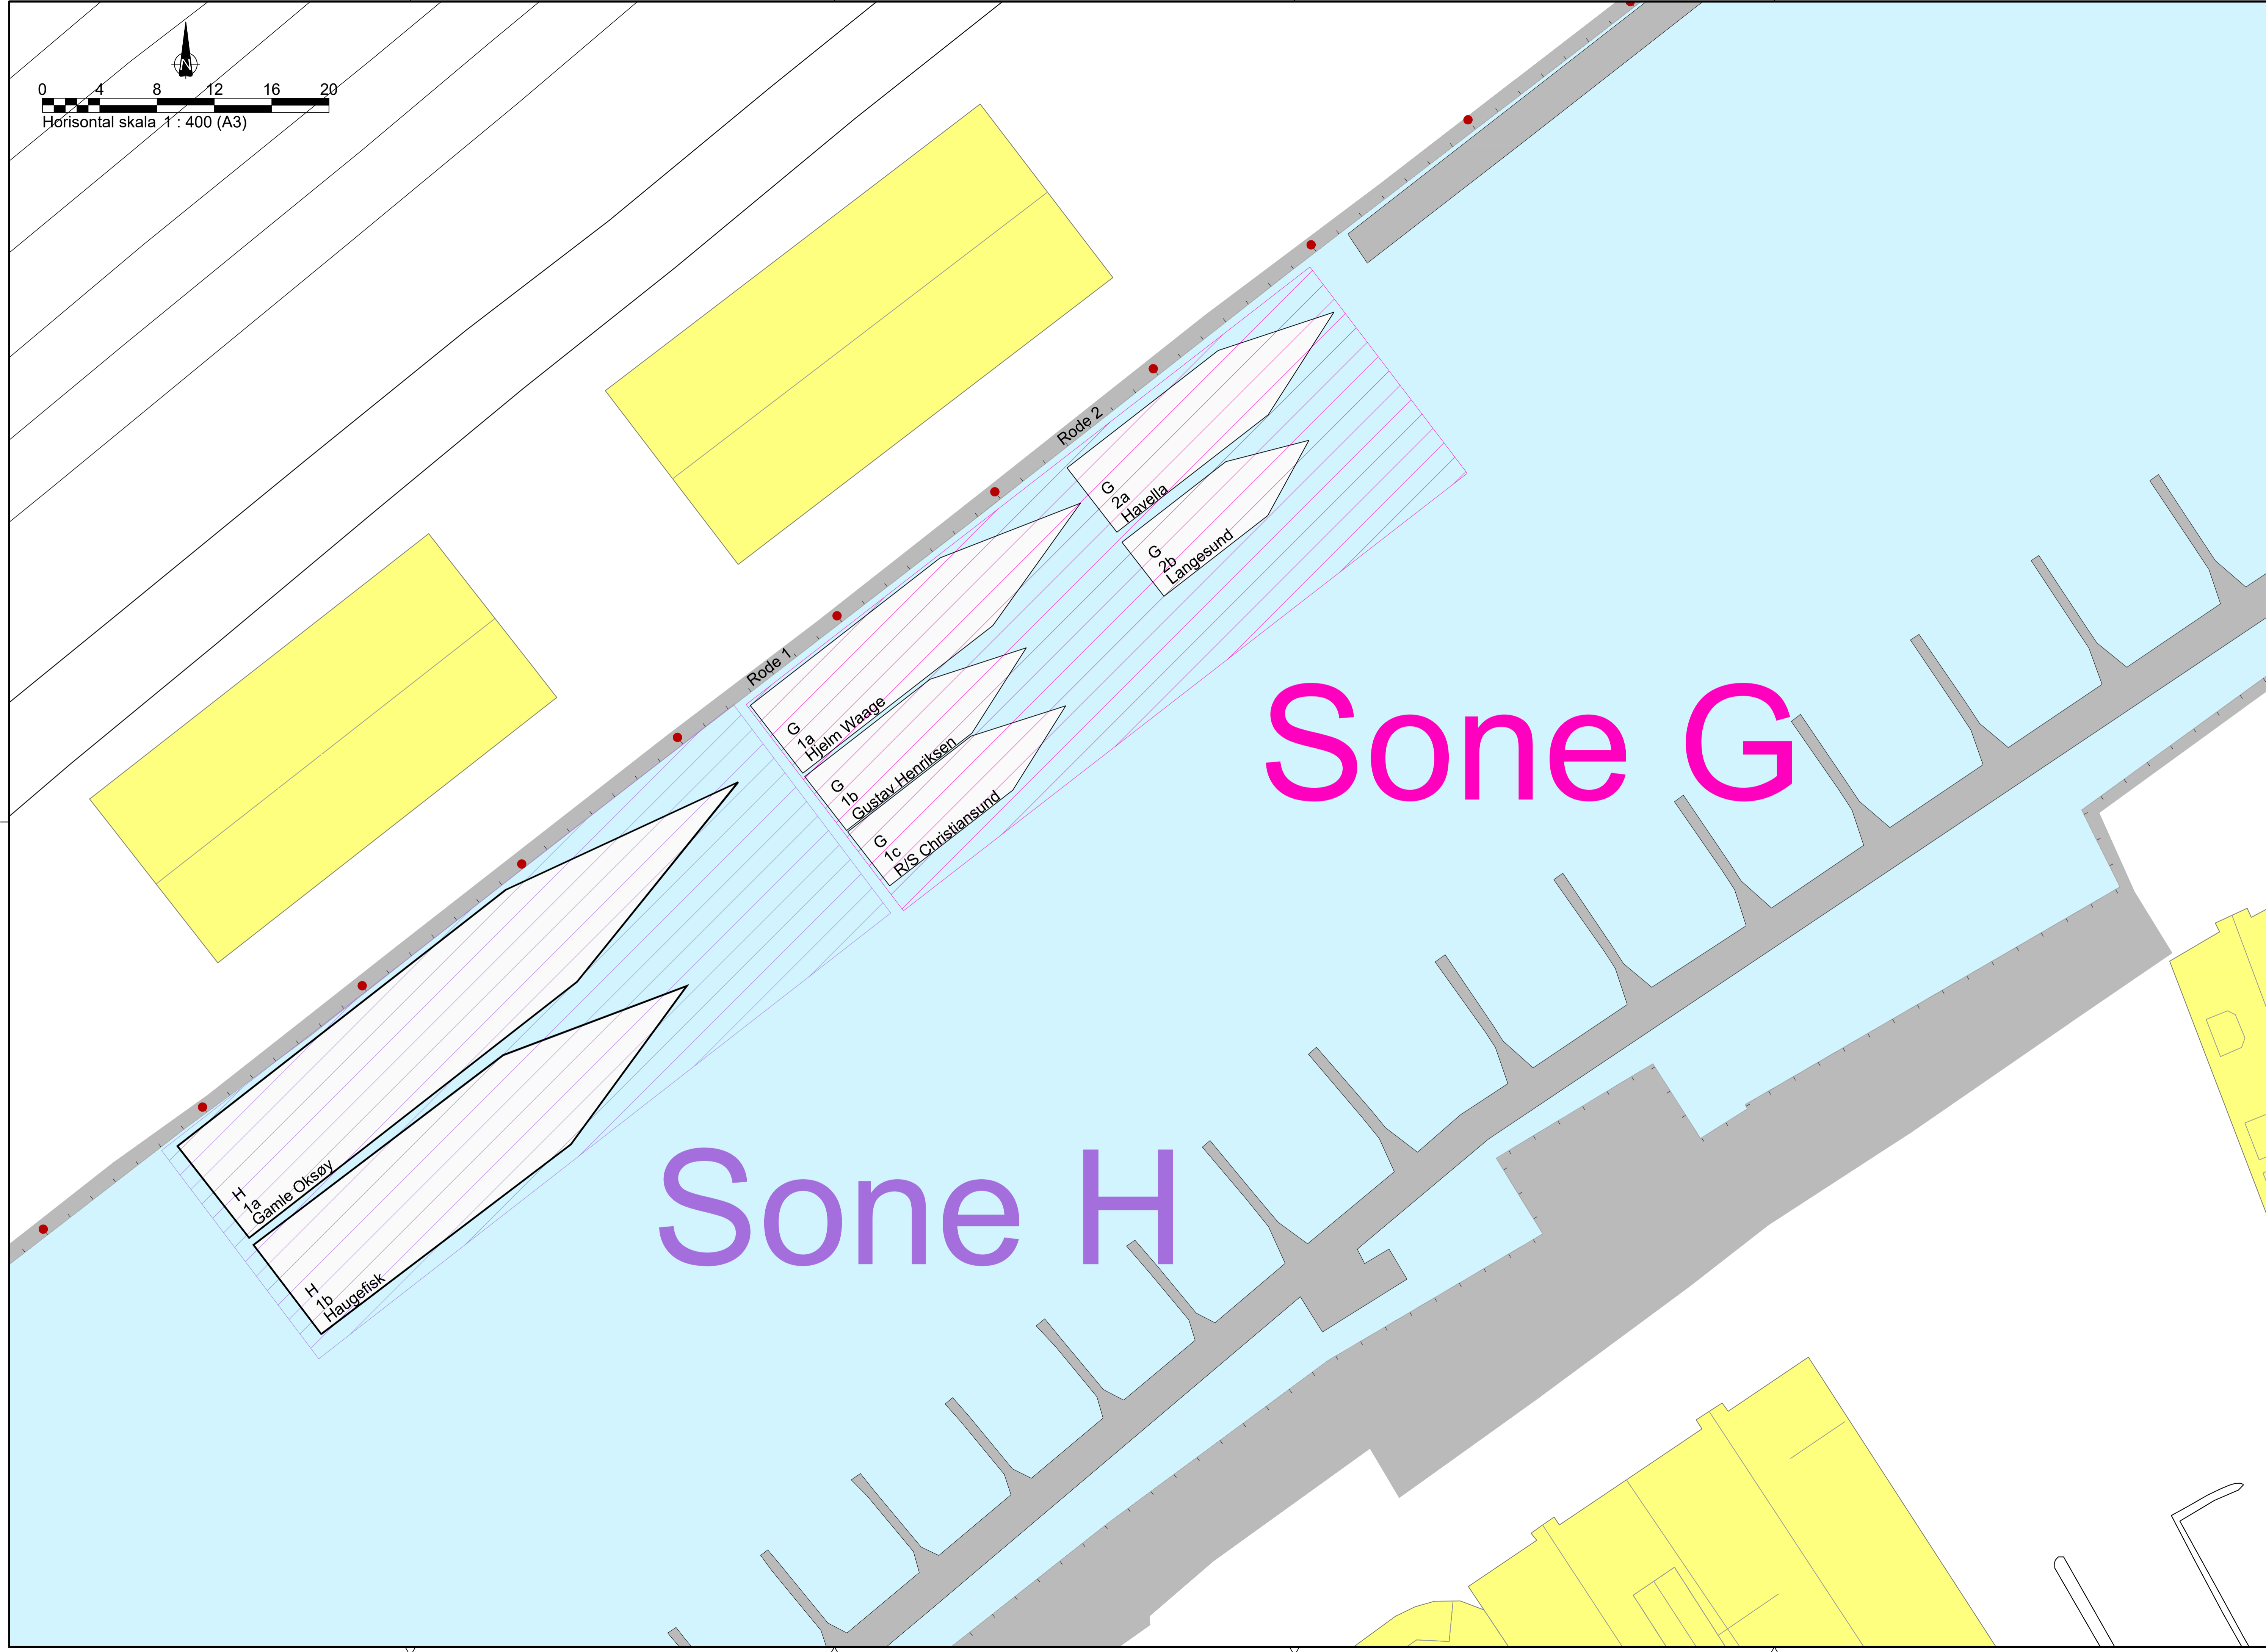 N
0 4 8 12 16 20
Horisontal skala 1 : 400 (A3)
Rode 2
G
2a
Havella
G
2b
Langesund
Rode 1
G
1a
Hjelm Waage
G
1b
Gustav Henriksen
G
1c
R/S Christiansund
Sone G
H
1a
Gamle Oksøy
H
1b
Haugefisk
Sone H